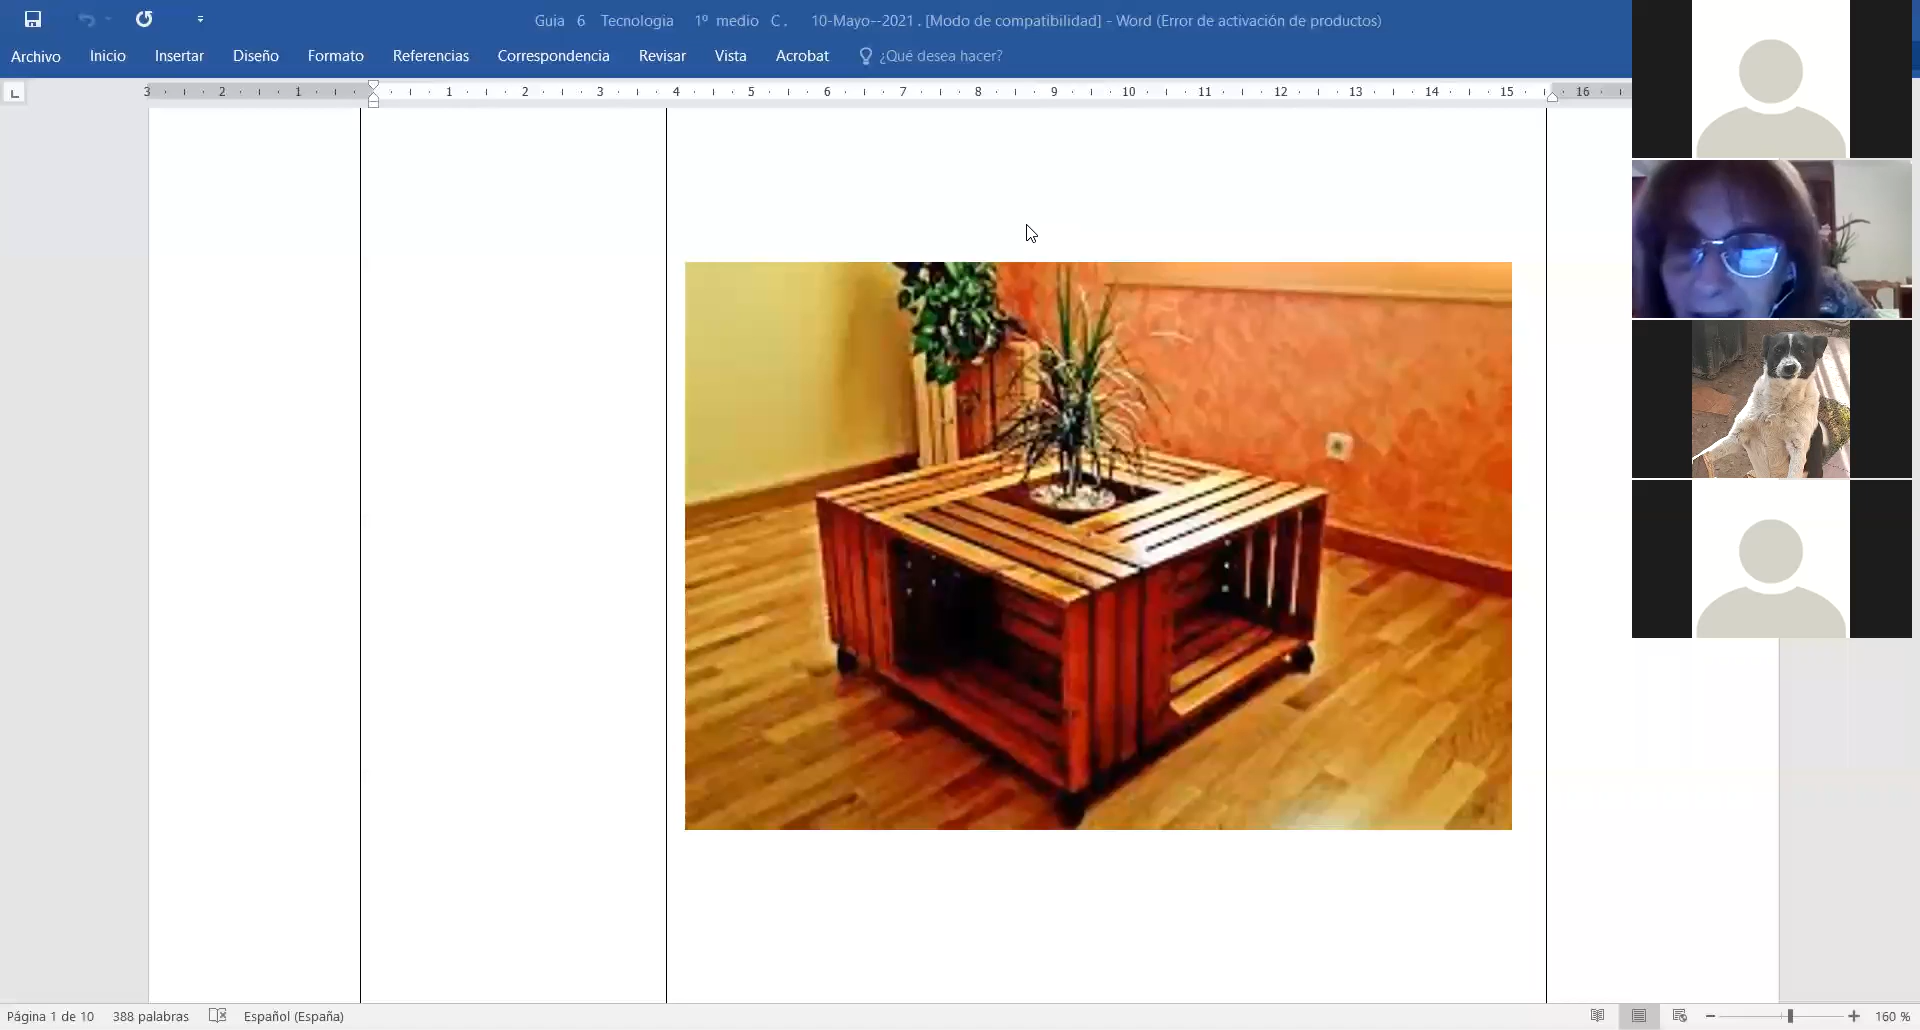 Guia 6 Tecnologia 1º medio C. 10-Mayo--2021 . [Modo de compatibilidad] - Word (Error de activación de productos)
Archivo Inicio Insertar Diseño Formato Referencias Correspondencia Revisar Vista Acrobat ¿Qué desea hacer?
3 2 1 1 2 3 4 5 6 7 8 9 10 11 12 13 14 15 16
Página 1 de 10 388 palabras Español (España) 160 %